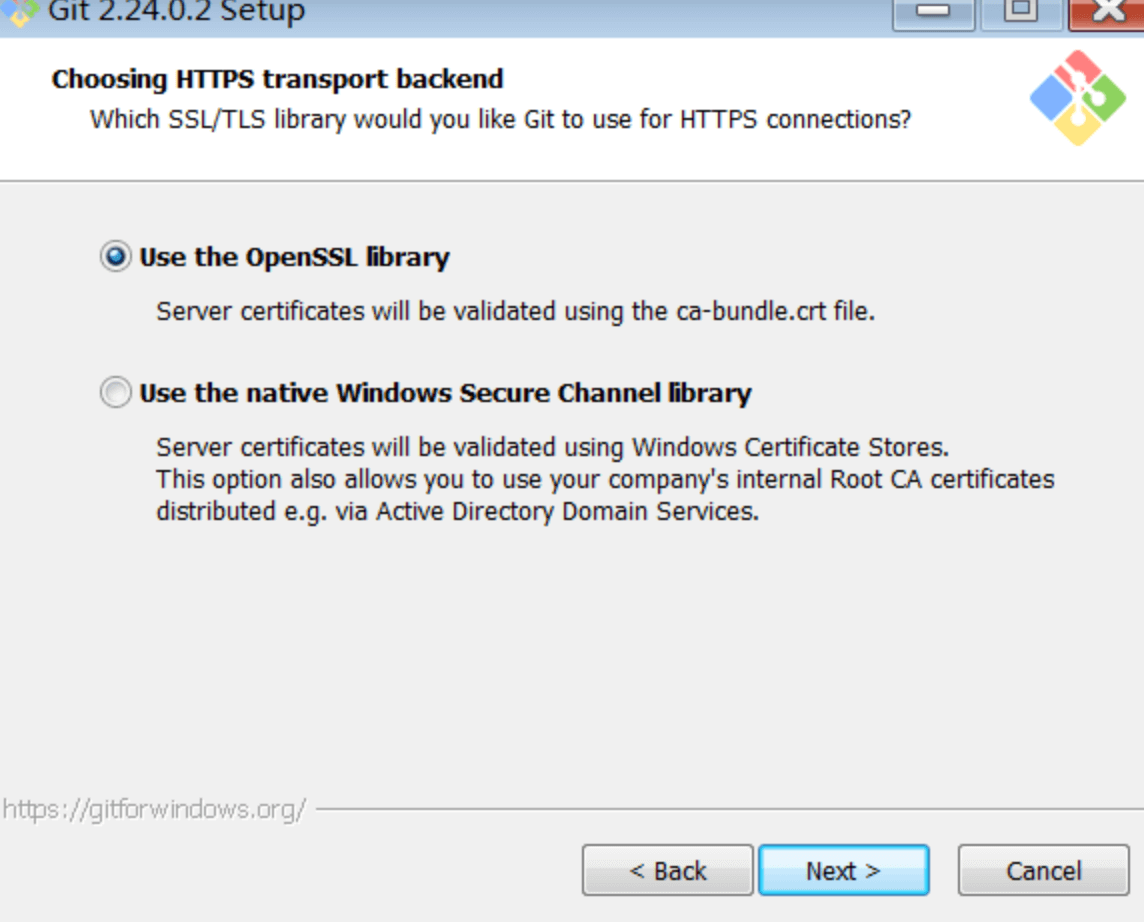 Git 2.24.0.2 Setup
Choosing HTTPS transport backend
Which SSL/TLS library would you like Git to use for HTTPS connections?
Use the OpenSSL library
Server certificates will be validated using the ca-bundle.crt file.
Use the native Windows Secure Channel library
Server certificates will be validated using Windows Certificate Stores.
This option also allows you to use your company's internal Root CA certificates
distributed e.g. via Active Directory Domain Services.
https://gitforwindows.org/
< Back Next > Cancel